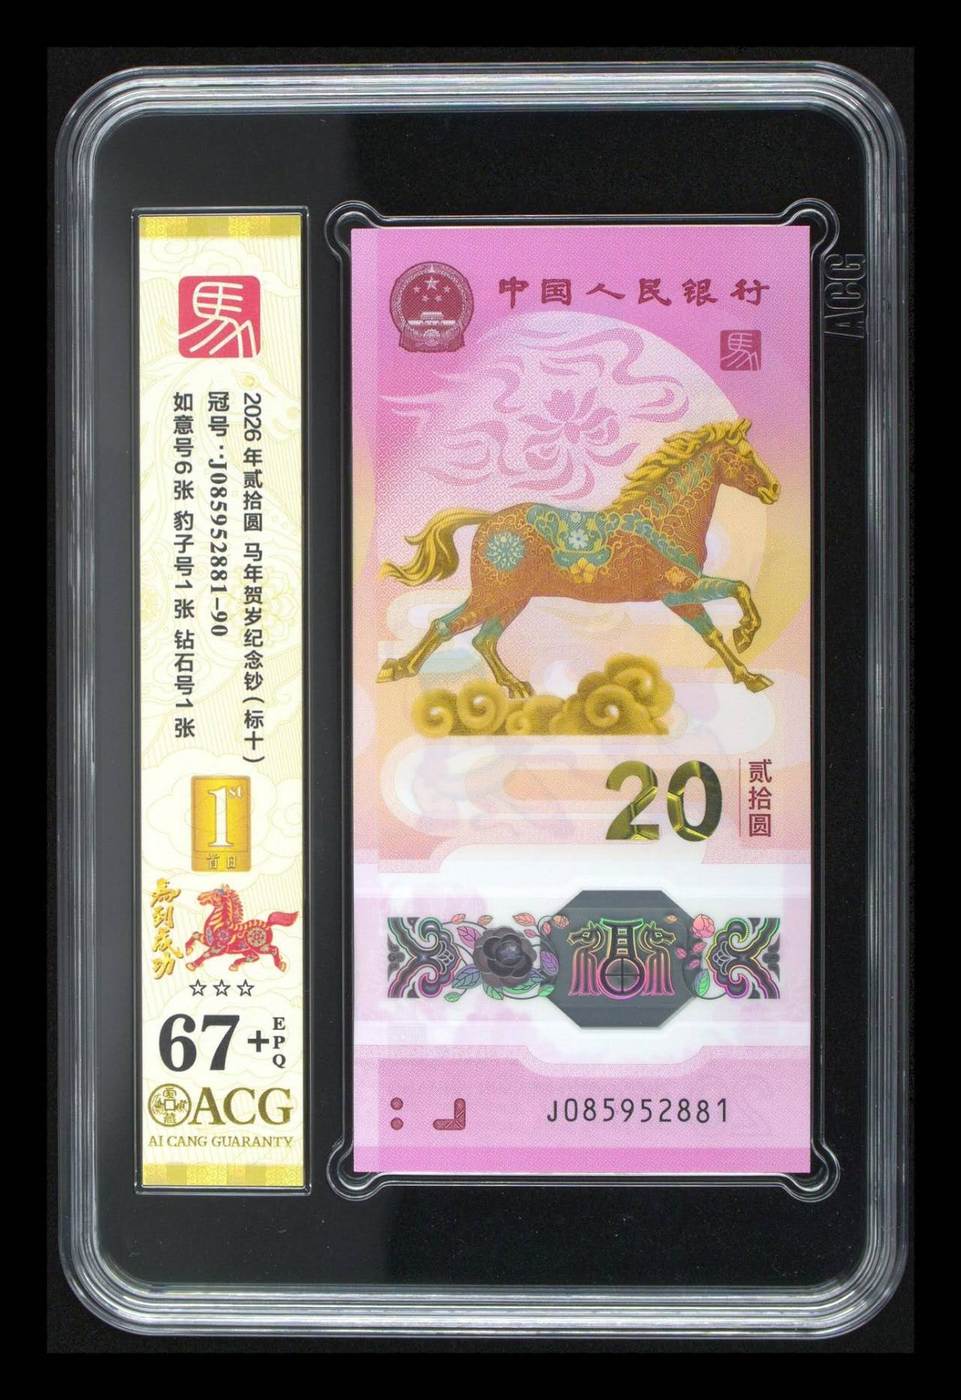 馬
2026 年贰拾圆 马年贺岁纪念钞(标十)
冠号:J085952881-90
如意号6张 豹子号1张 钻石号1张
1st
首日
馬到成功
☆☆☆
67+EPQ
ACG
AI CANG GUARANTY
中国人民银行
馬
20
贰拾圆
J085952881
ACG